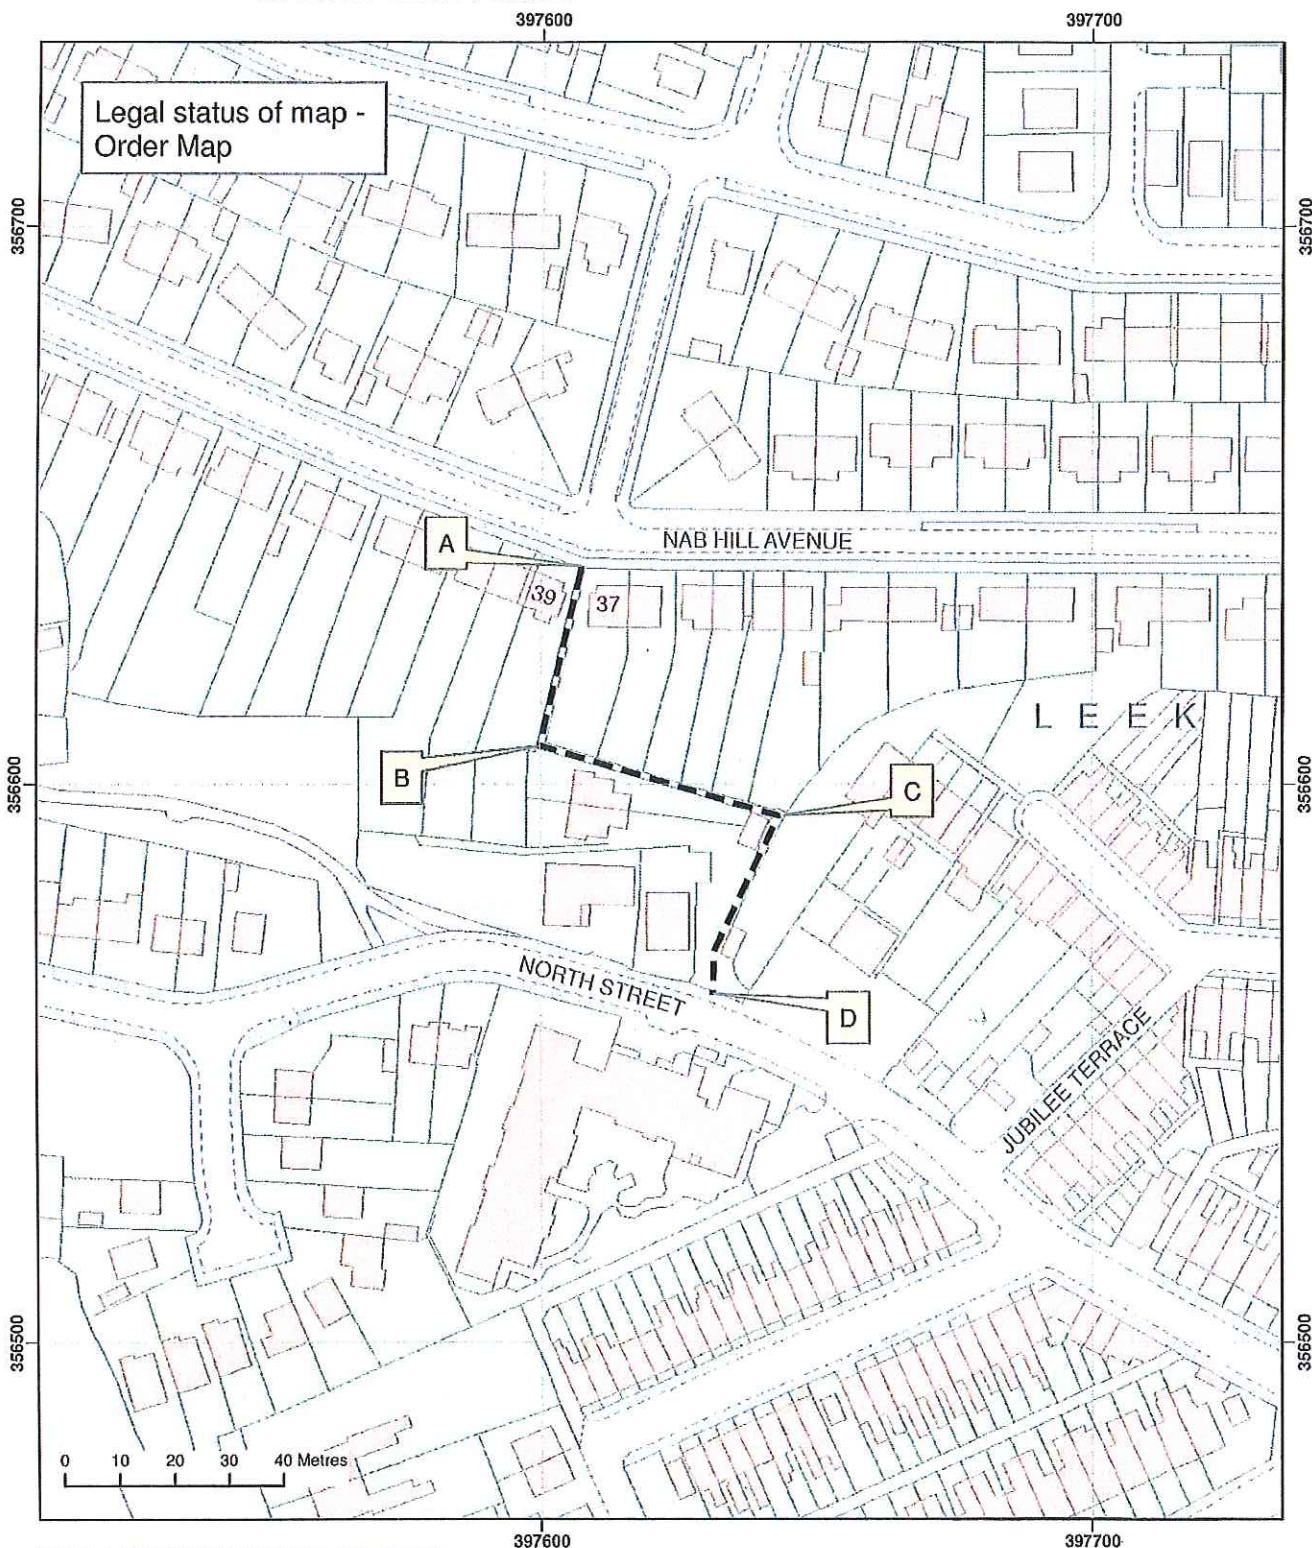 397600
397700
Legal status of map -
Order Map
356700
356700
A
NAB HILL AVENUE
39
37
L E E K
B
C
356600
356600
NORTH STREET
D
JUBILEE TERRACE
356500
356500
0 10 20 30 40 Metres
397600
397700